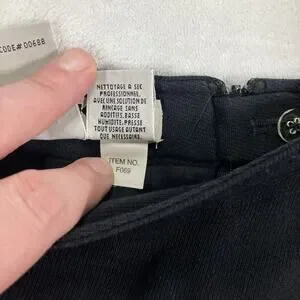 CODE#00688
NETTOYAGE A SEC
PROFESSIONNEL,
AVEC UNE SOLUTION DE
RINCAGE SANS
ADDITIFS, BASSE
HUMIDITE. PRESSE
TOUT USAGE AUTANT
QUE NECESSAIRE.
ITEM NO.
F069